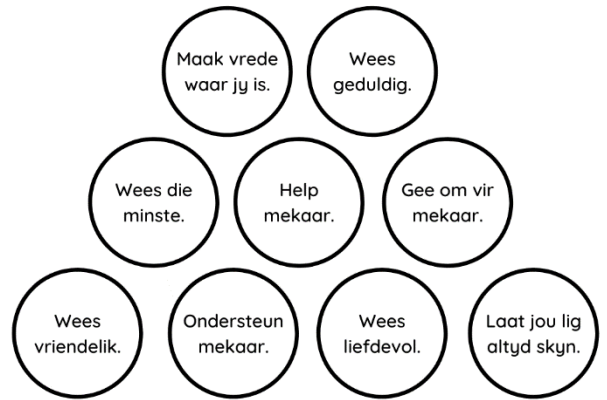 Maak vrede
waar jy is.
Wees
geduldig.
Wees die
minste.
Help
mekaar.
Gee om vir
mekaar.
Wees
vriendelik.
Ondersteun
mekaar.
Wees
liefdevol.
Laat jou lig
altyd skyn.